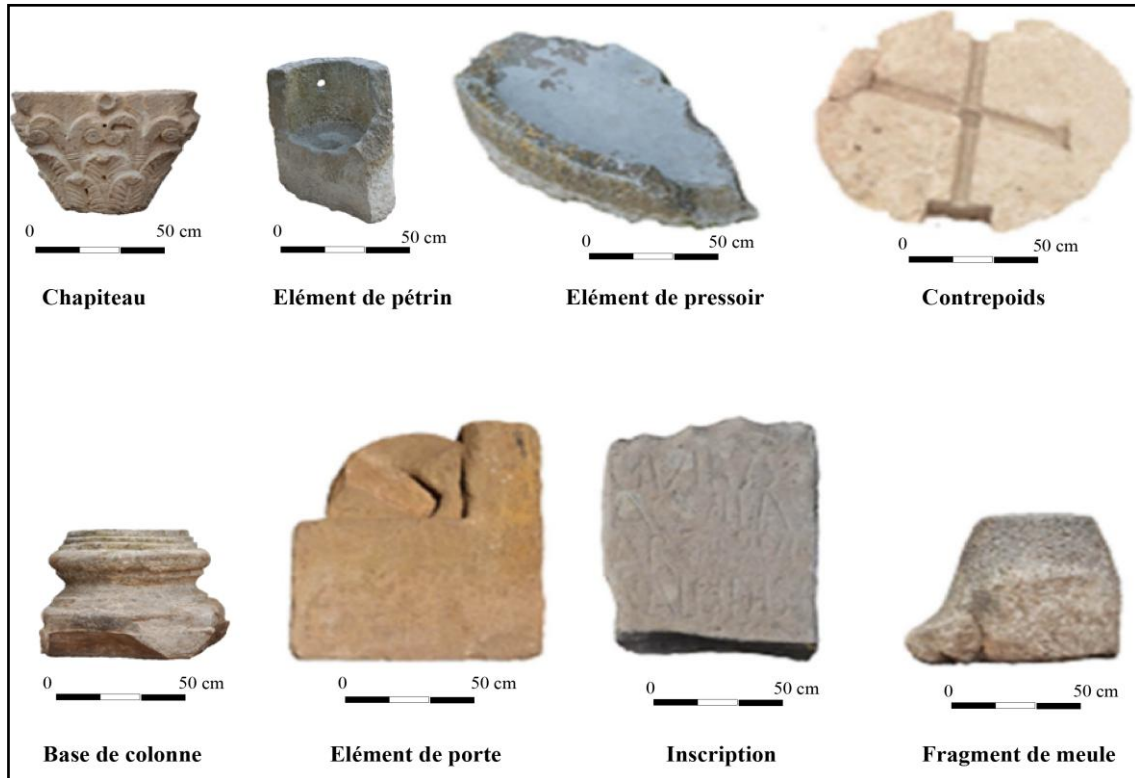 0 50 cm 0 50 cm 0 50 cm 0 50 cm
Chapiteau Elément de pétrin Elément de pressoir Contrepoids
0 50 cm 0 50 cm 0 50 cm 0 50 cm
Base de colonne Elément de porte Inscription Fragment de meule